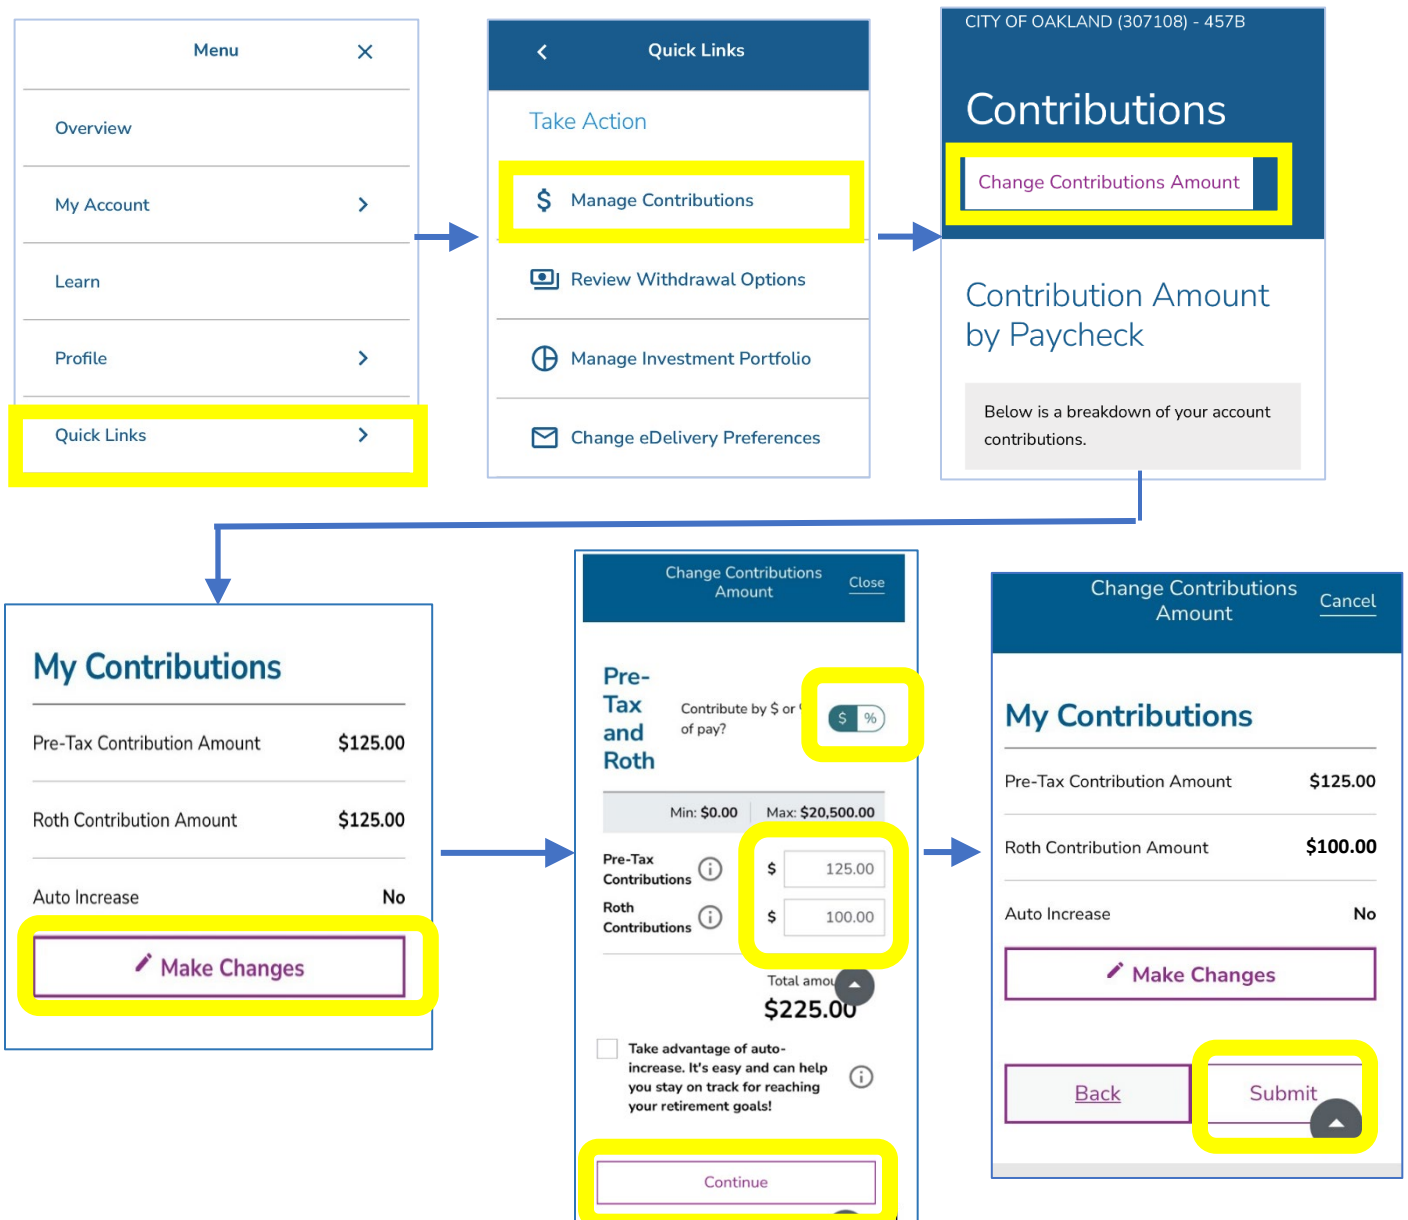 Menu
Overview
My Account
Learn
Profile
Quick Links
Quick Links
Take Action
$ Manage Contributions
Review Withdrawal Options
Manage Investment Portfolio
Change eDelivery Preferences
CITY OF OAKLAND (307108) - 457B
Contributions
Change Contributions Amount
Contribution Amount
by Paycheck
Below is a breakdown of your account
contributions.
My Contributions
Pre-Tax Contribution Amount $125.00
Roth Contribution Amount $125.00
Auto Increase No
Make Changes
Change Contributions
Amount
Close
Pre-
Tax
and
Roth
Contribute by $ or
of pay?
$ %
Min: $0.00 Max: $20,500.00
Pre-Tax
Contributions
$ 125.00
Roth
Contributions
$ 100.00
Total
$225.00
Take advantage of auto-
increase. It's easy and can help
you stay on track for reaching
your retirement goals!
Continue
Change Contributions
Amount
Cancel
My Contributions
Pre-Tax Contribution Amount $125.00
Roth Contribution Amount $100.00
Auto Increase No
Make Changes
Back
Submit